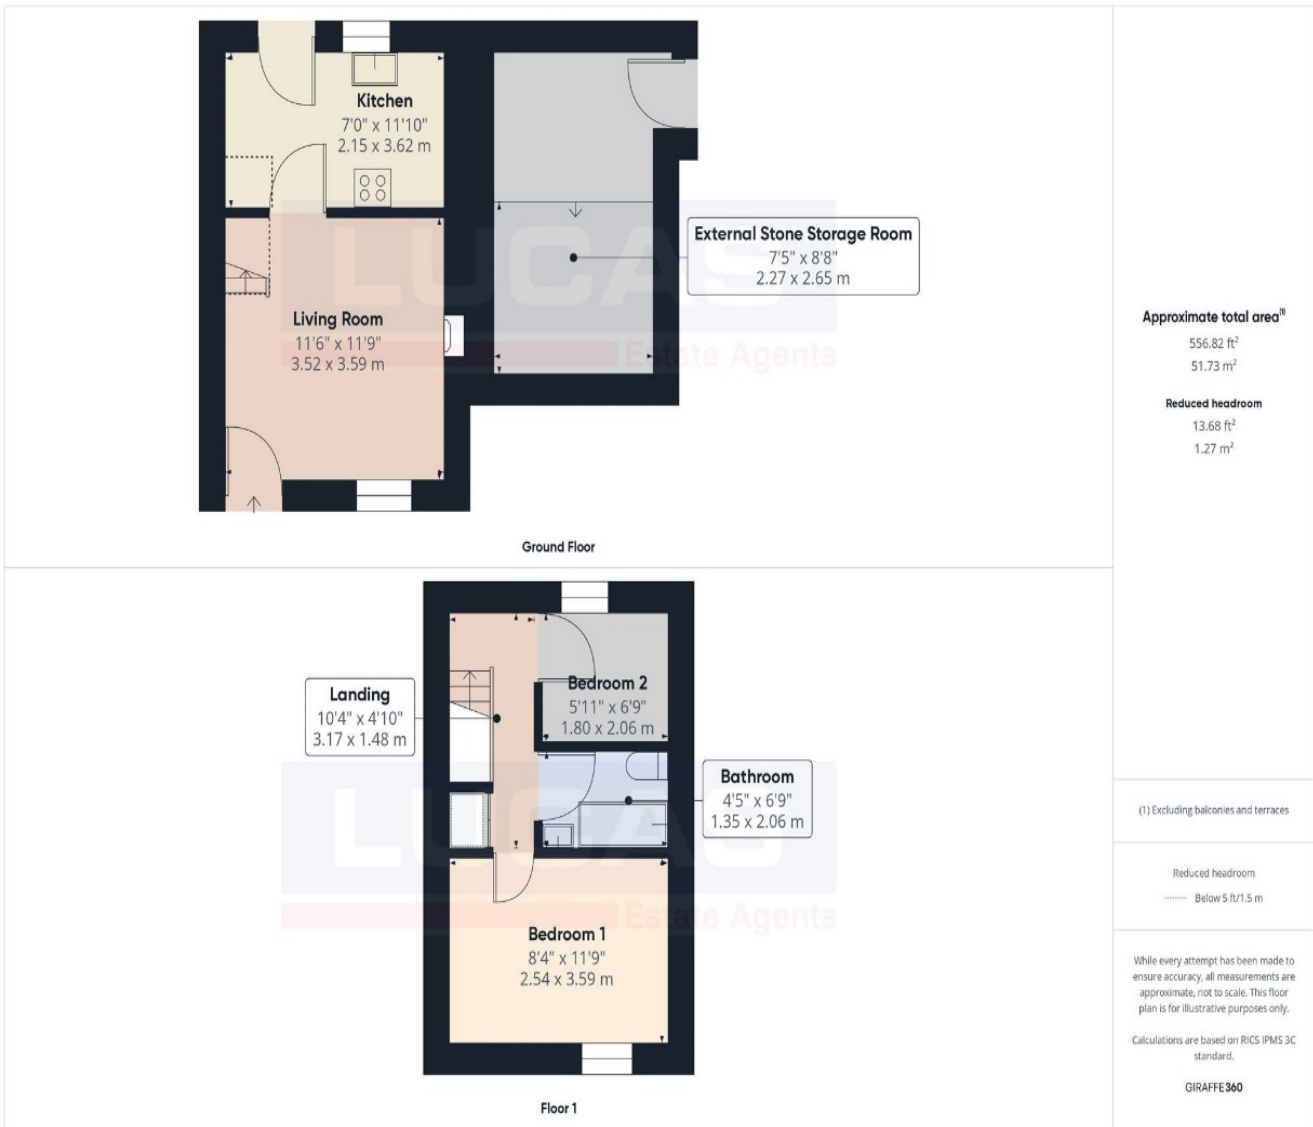 Kitchen
7'0" x 11'10"
2.15 x 3.62 m
External Stone Storage Room
7'5" x 8'8"
2.27 x 2.65 m
LUCAS
Estate Agents
Living Room
11'6" x 11'9"
3.52 x 3.59 m
Ground Floor
Landing
10'4" x 4'10"
3.17 x 1.48 m
Bedroom 2
5'11" x 6'9"
1.80 x 2.06 m
Bathroom
4'5" x 6'9"
1.35 x 2.06 m
LUCAS
Estate Agents
Bedroom 1
8'4" x 11'9"
2.54 x 3.59 m
Floor 1
Approximate total area⁽¹⁾
556.82 ft²
51.73 m²
Reduced headroom
13.68 ft²
1.27 m²
(1) Excluding balconies and terraces
Reduced headroom
Below 5 ft/1.5 m
While every attempt has been made to
ensure accuracy, all measurements are
approximate, not to scale. This floor
plan is for illustrative purposes only.
Calculations are based on RICS IPMS 3C
standard.
GIRAFFE360